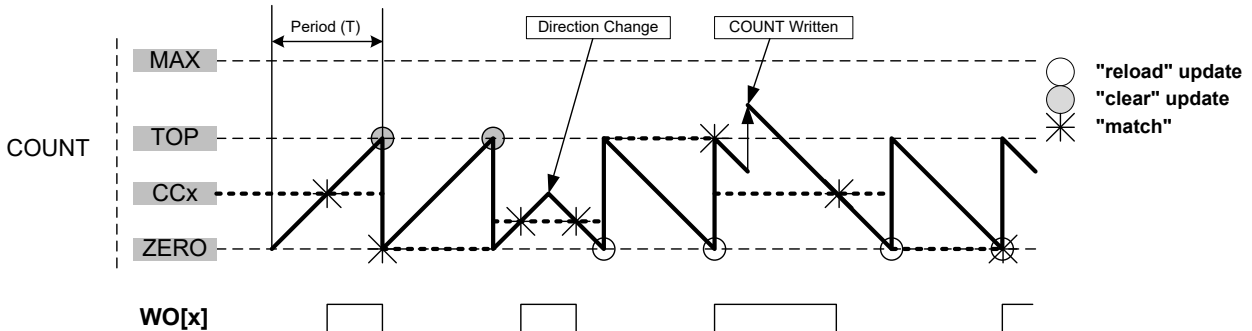 Period (T)
Direction Change
COUNT Written
MAX
"reload" update
"clear" update
TOP
"match"
COUNT
CCx
ZERO
WO[x]